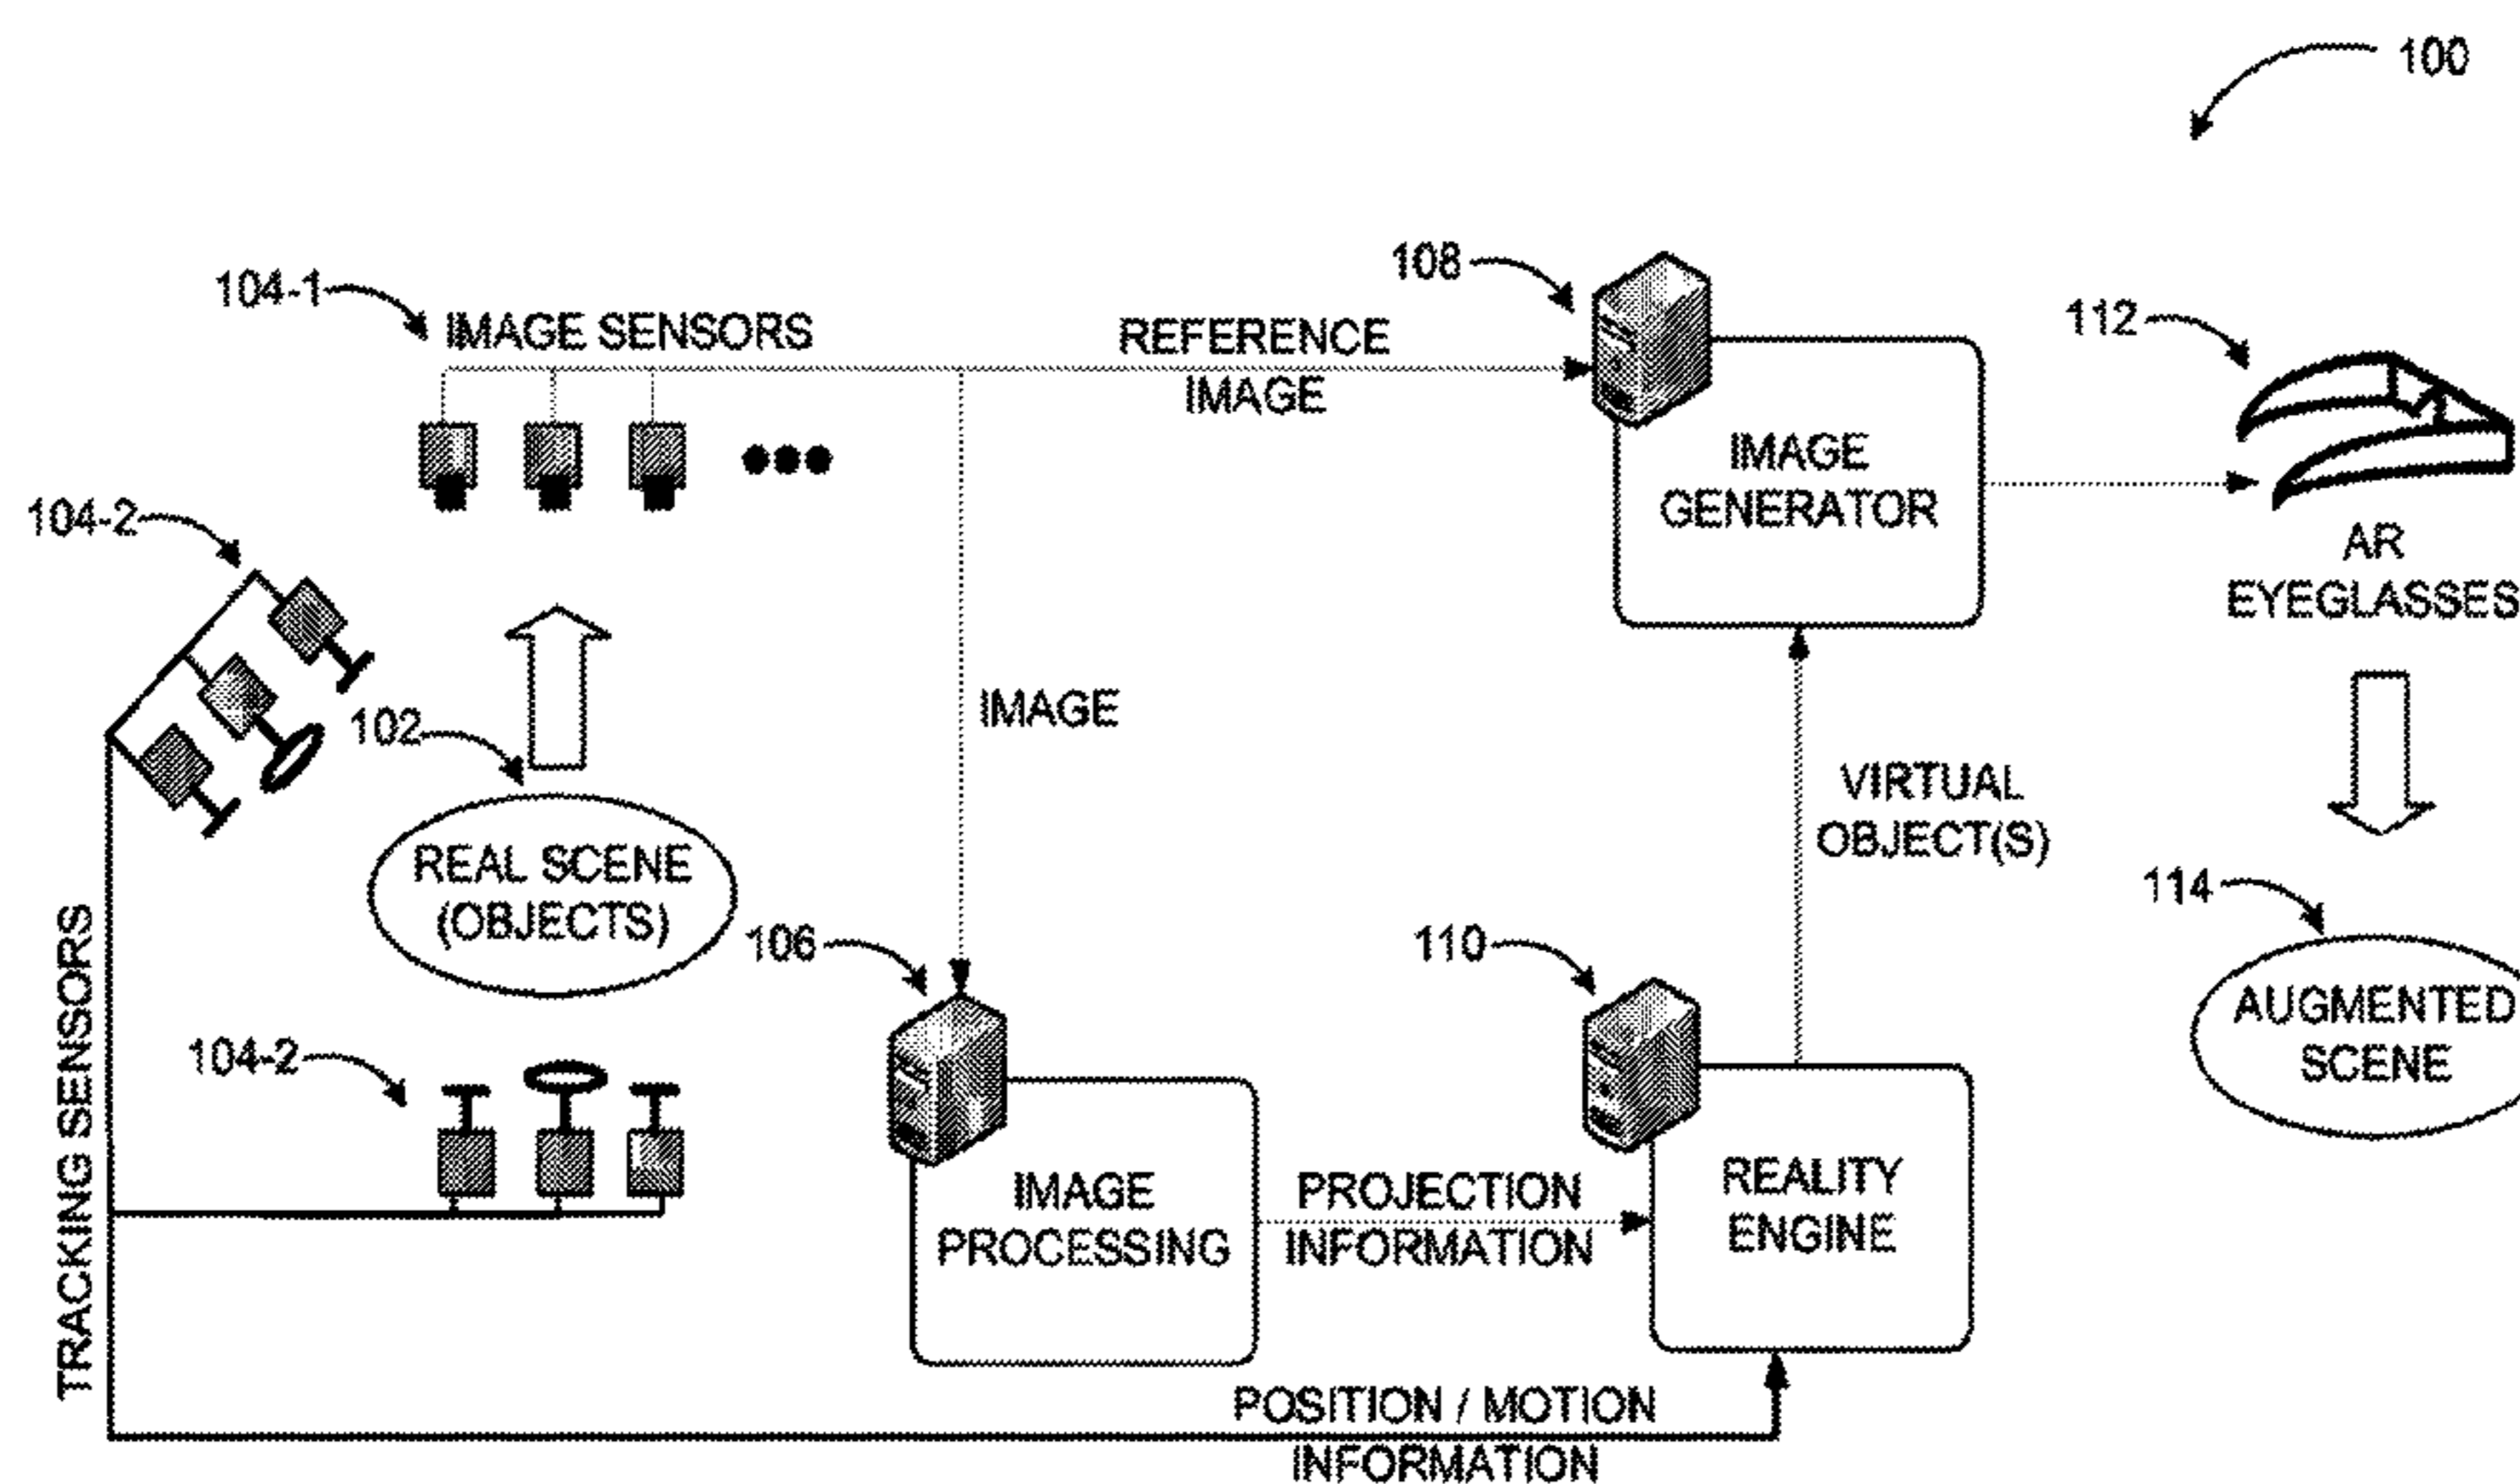 100
104-1
IMAGE SENSORS
REFERENCE
IMAGE
108
112
IMAGE
GENERATOR
AR
EYEGLASSES
104-2
102
IMAGE
REAL SCENE
(OBJECTS)
VIRTUAL
OBJECT(S)
114
AUGMENTED
SCENE
TRACKING SENSORS
104-2
106
110
IMAGE
PROCESSING
PROJECTION
INFORMATION
REALITY
ENGINE
POSITION / MOTION
INFORMATION